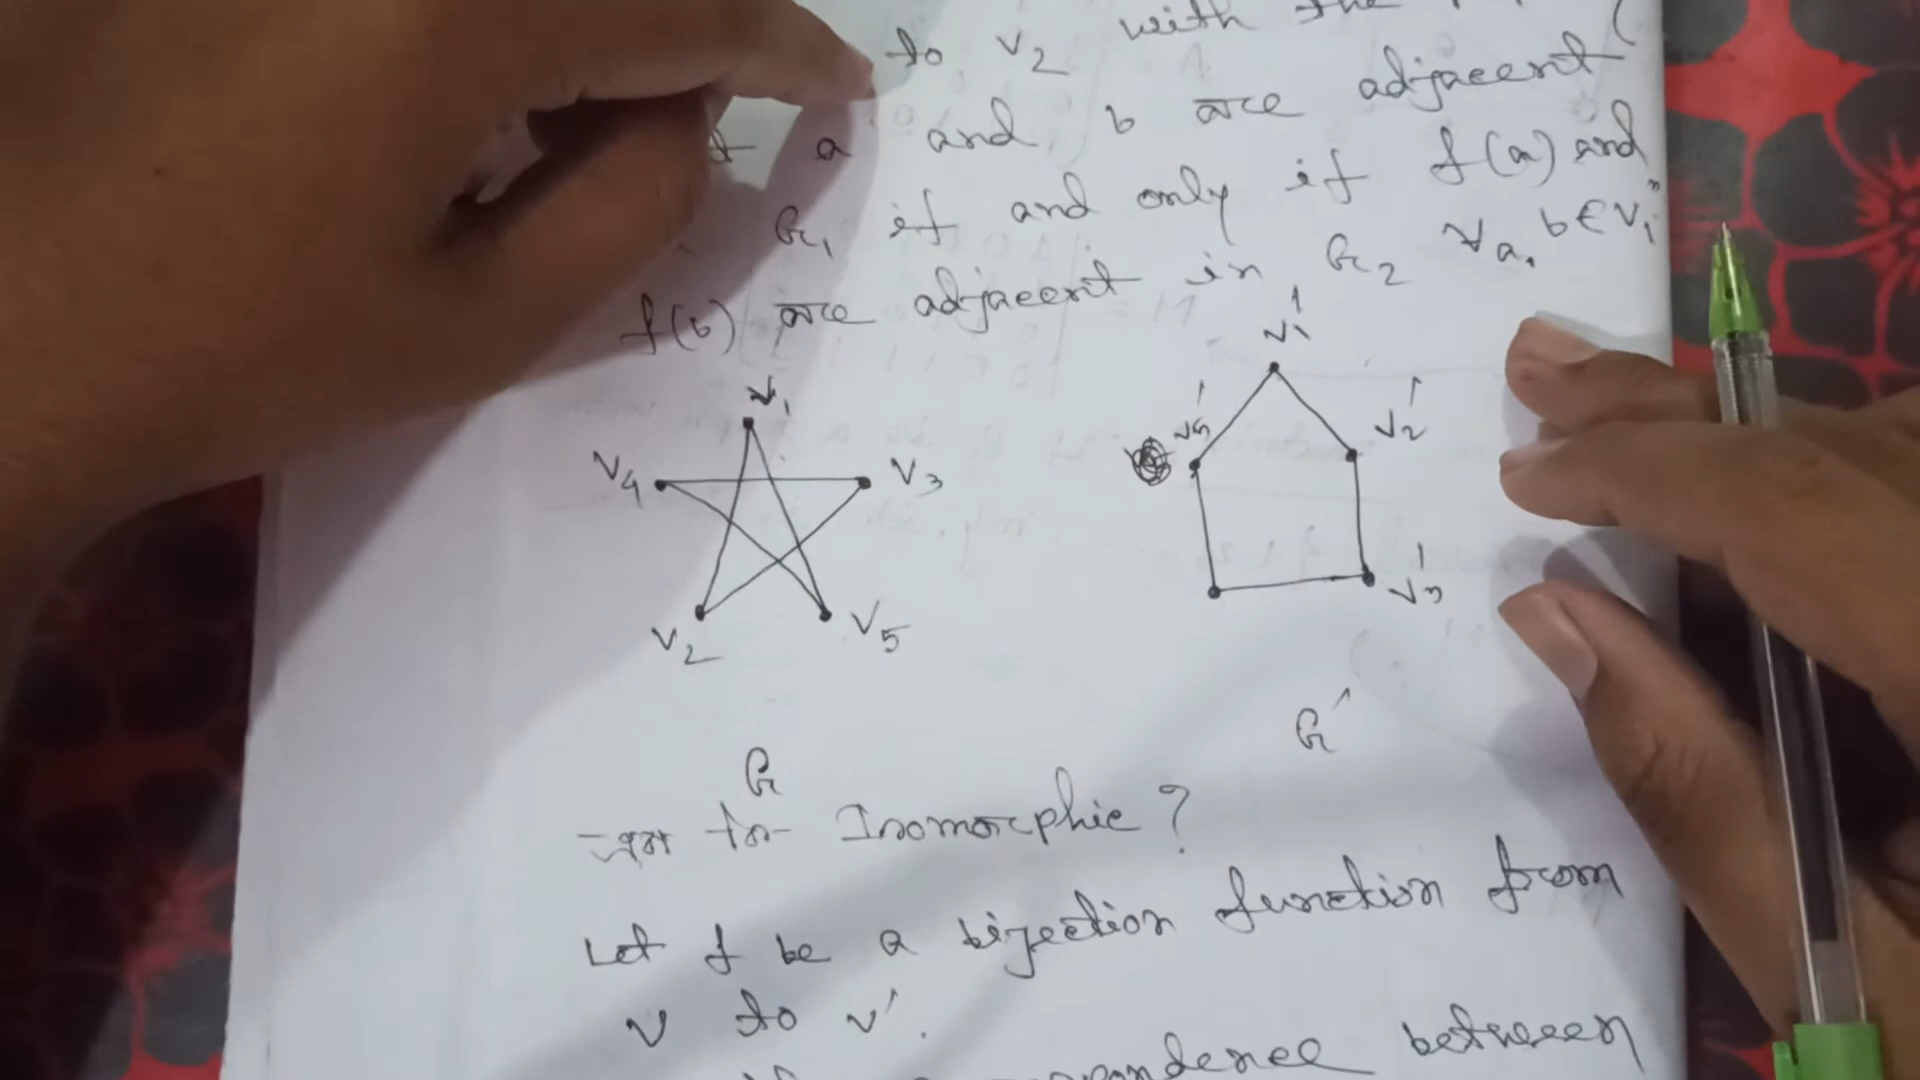 to V2 with the
a and b are adjacent
G1 if and only if f(a) and
f(b) are adjacent in G2 ∀a, b∈V1"
V1
V4
V3
V2
V5
V1'
V5'
V2'
V3'
G
G'
Isomorphic?
Let f be a bijection function from
V to V'.
between